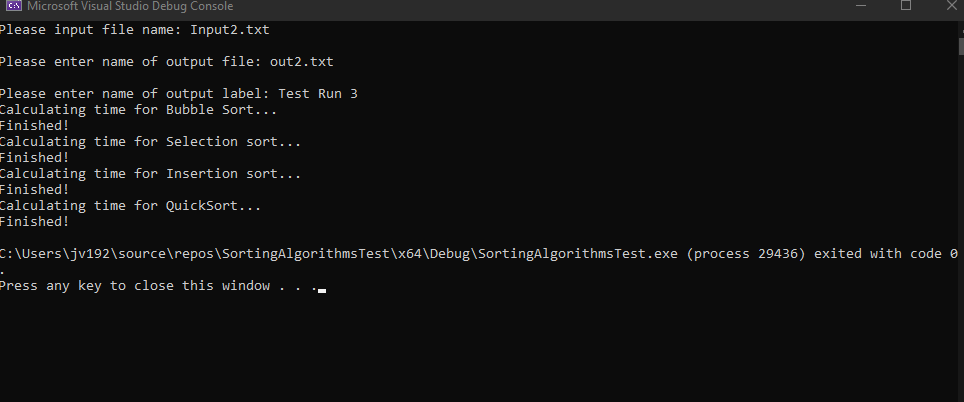 Microsoft Visual Studio Debug Console
Please input file name: Input2.txt
Please enter name of output file: out2.txt
Please enter name of output label: Test Run 3
Calculating time for Bubble Sort...
Finished!
Calculating time for Selection sort...
Finished!
Calculating time for Insertion sort...
Finished!
Calculating time for QuickSort...
Finished!
C:\Users\jv192\source\repos\SortingAlgorithmsTest\x64\Debug\SortingAlgorithmsTest.exe (process 29436) exited with code 0
.
Press any key to close this window . . .